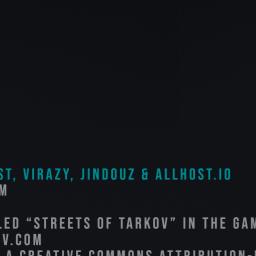 ST, VIRAZY, JINDOUZ & ALLHOST.IO
M
LED “STREETS OF TARKOV” IN THE GAM
V.COM
A CREATIVE COMMONS ATTRIBUTION-